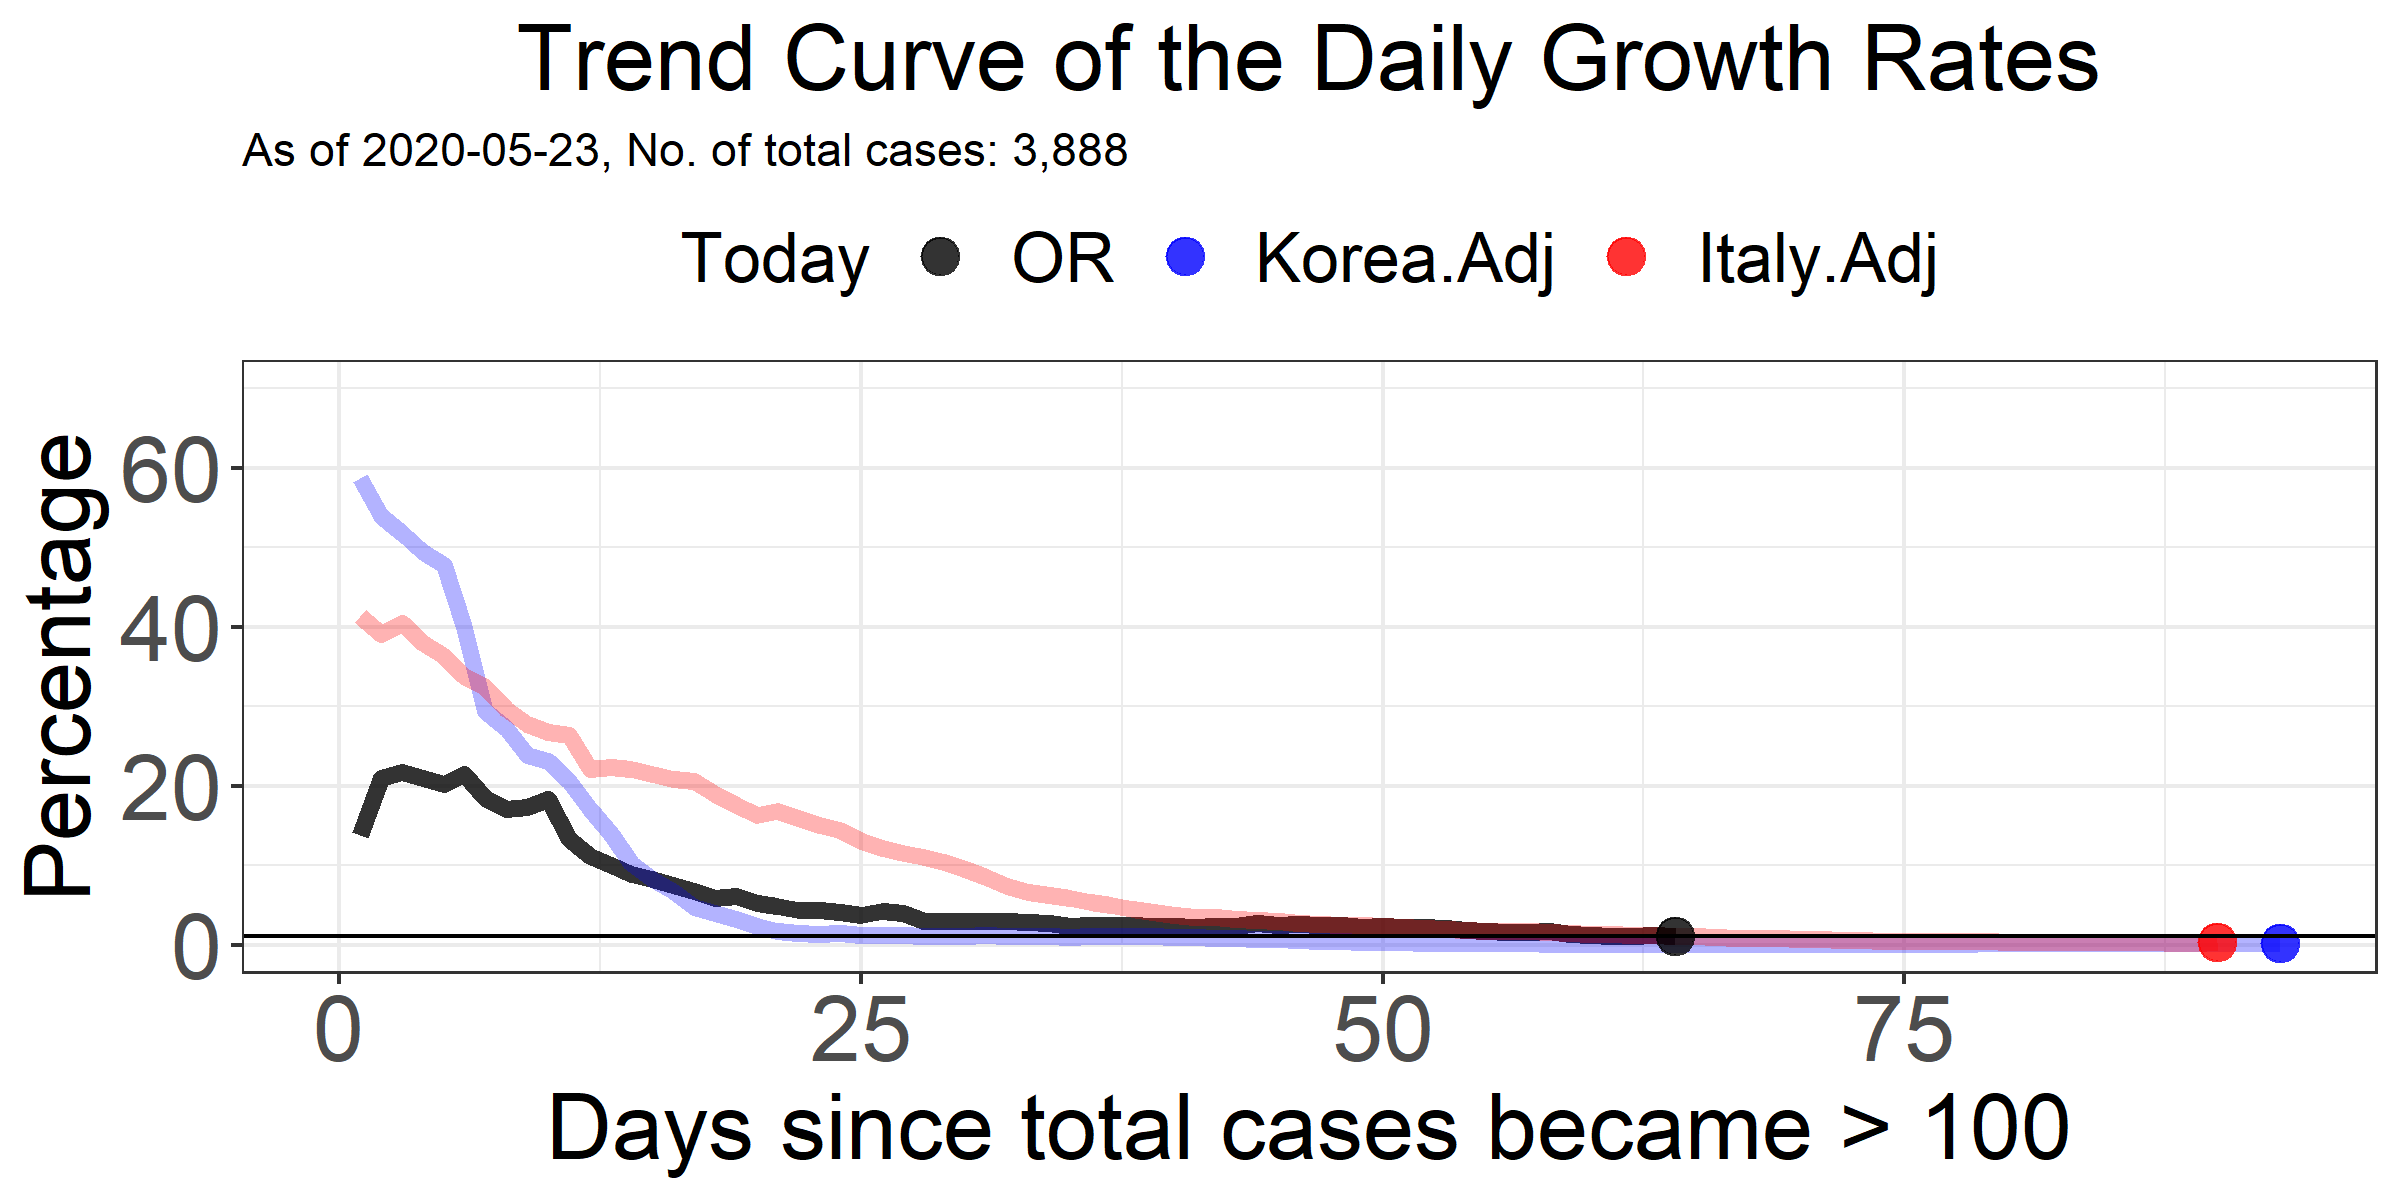 Trend Curve of the Daily Growth Rates
As of 2020-05-23, No. of total cases: 3,888
Today OR Korea.Adj Italy.Adj
Percentage
60
40
20
0
0 25 50 75
Days since total cases became > 100